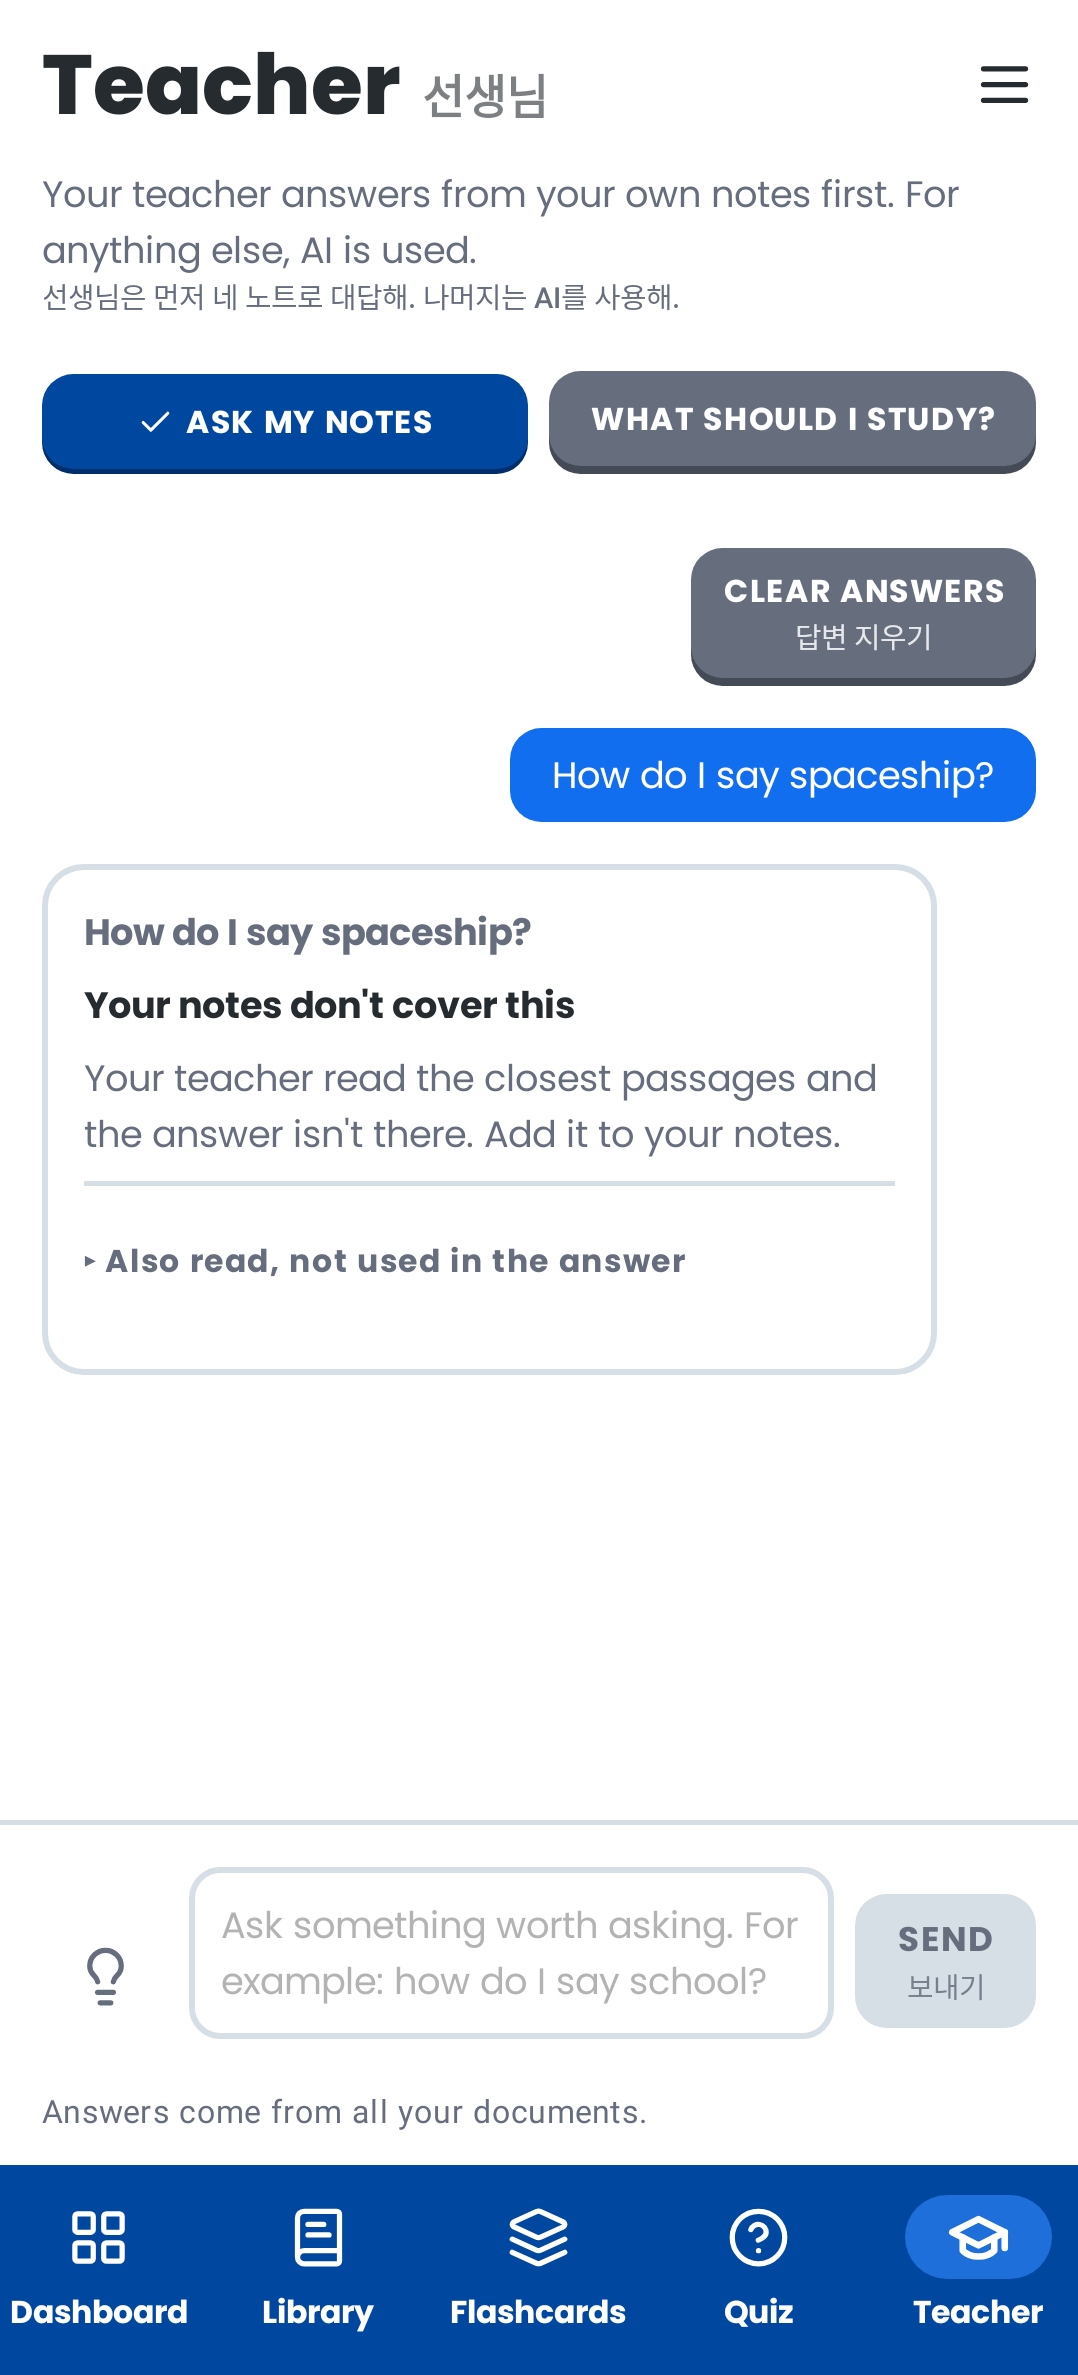 Teacher 선생님
Your teacher answers from your own notes first. For
anything else, AI is used.
선생님은 먼저 네 노트로 대답해. 나머지는 AI를 사용해.
ASK MY NOTES
WHAT SHOULD I STUDY?
CLEAR ANSWERS
답변 지우기
How do I say spaceship?
How do I say spaceship?
Your notes don't cover this
Your teacher read the closest passages and
the answer isn't there. Add it to your notes.
Also read, not used in the answer
Ask something worth asking. For
example: how do I say school?
SEND
보내기
Answers come from all your documents.
Dashboard
Library
Flashcards
Quiz
Teacher